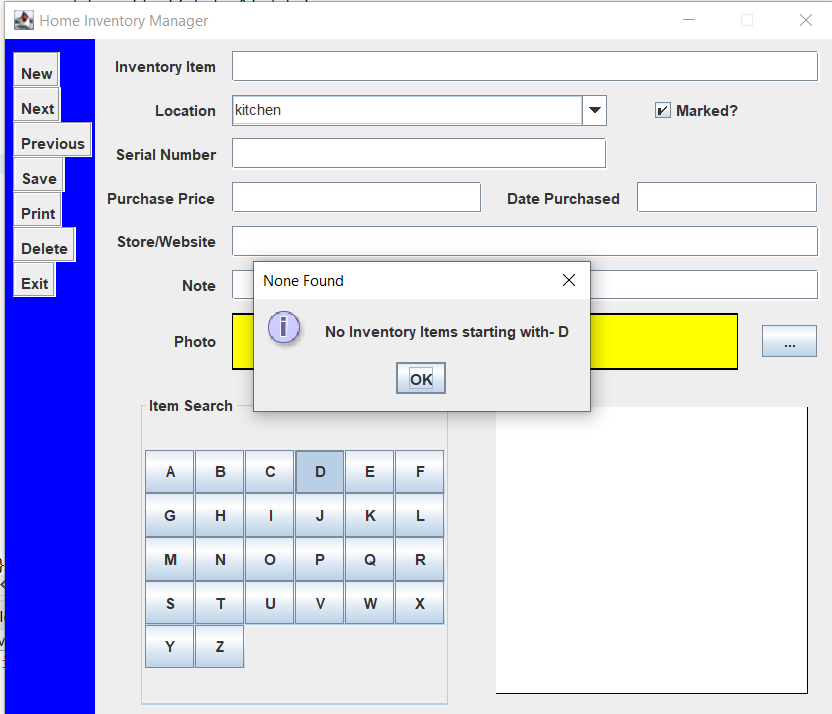 Home Inventory Manager
New
Next
Previous
Save
Print
Delete
Exit
Inventory Item
Location kitchen Marked?
Serial Number
Purchase Price Date Purchased
Store/Website
Note
Photo ...
None Found
i No Inventory Items starting with- D
OK
Item Search
A B C D E F
G H I J K L
M N O P Q R
S T U V W X
Y Z